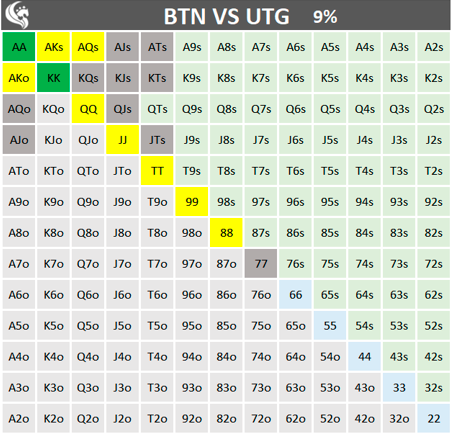 BTN VS UTG 9%
AA AKs AQs AJs ATs A9s A8s A7s A6s A5s A4s A3s A2s
AKo KK KQs KJs KTs K9s K8s K7s K6s K5s K4s K3s K2s
AQo KQo QQ QJs QTs Q9s Q8s Q7s Q6s Q5s Q4s Q3s Q2s
AJo KJo QJo JJ JTs J9s J8s J7s J6s J5s J4s J3s J2s
ATo KTo QTo JTo TT T9s T8s T7s T6s T5s T4s T3s T2s
A9o K9o Q9o J9o T9o 99 98s 97s 96s 95s 94s 93s 92s
A8o K8o Q8o J8o T8o 98o 88 87s 86s 85s 84s 83s 82s
A7o K7o Q7o J7o T7o 97o 87o 77 76s 75s 74s 73s 72s
A6o K6o Q6o J6o T6o 96o 86o 76o 66 65s 64s 63s 62s
A5o K5o Q5o J5o T5o 95o 85o 75o 65o 55 54s 53s 52s
A4o K4o Q4o J4o T4o 94o 84o 74o 64o 54o 44 43s 42s
A3o K3o Q3o J3o T3o 93o 83o 73o 63o 53o 43o 33 32s
A2o K2o Q2o J2o T2o 92o 82o 72o 62o 52o 42o 32o 22